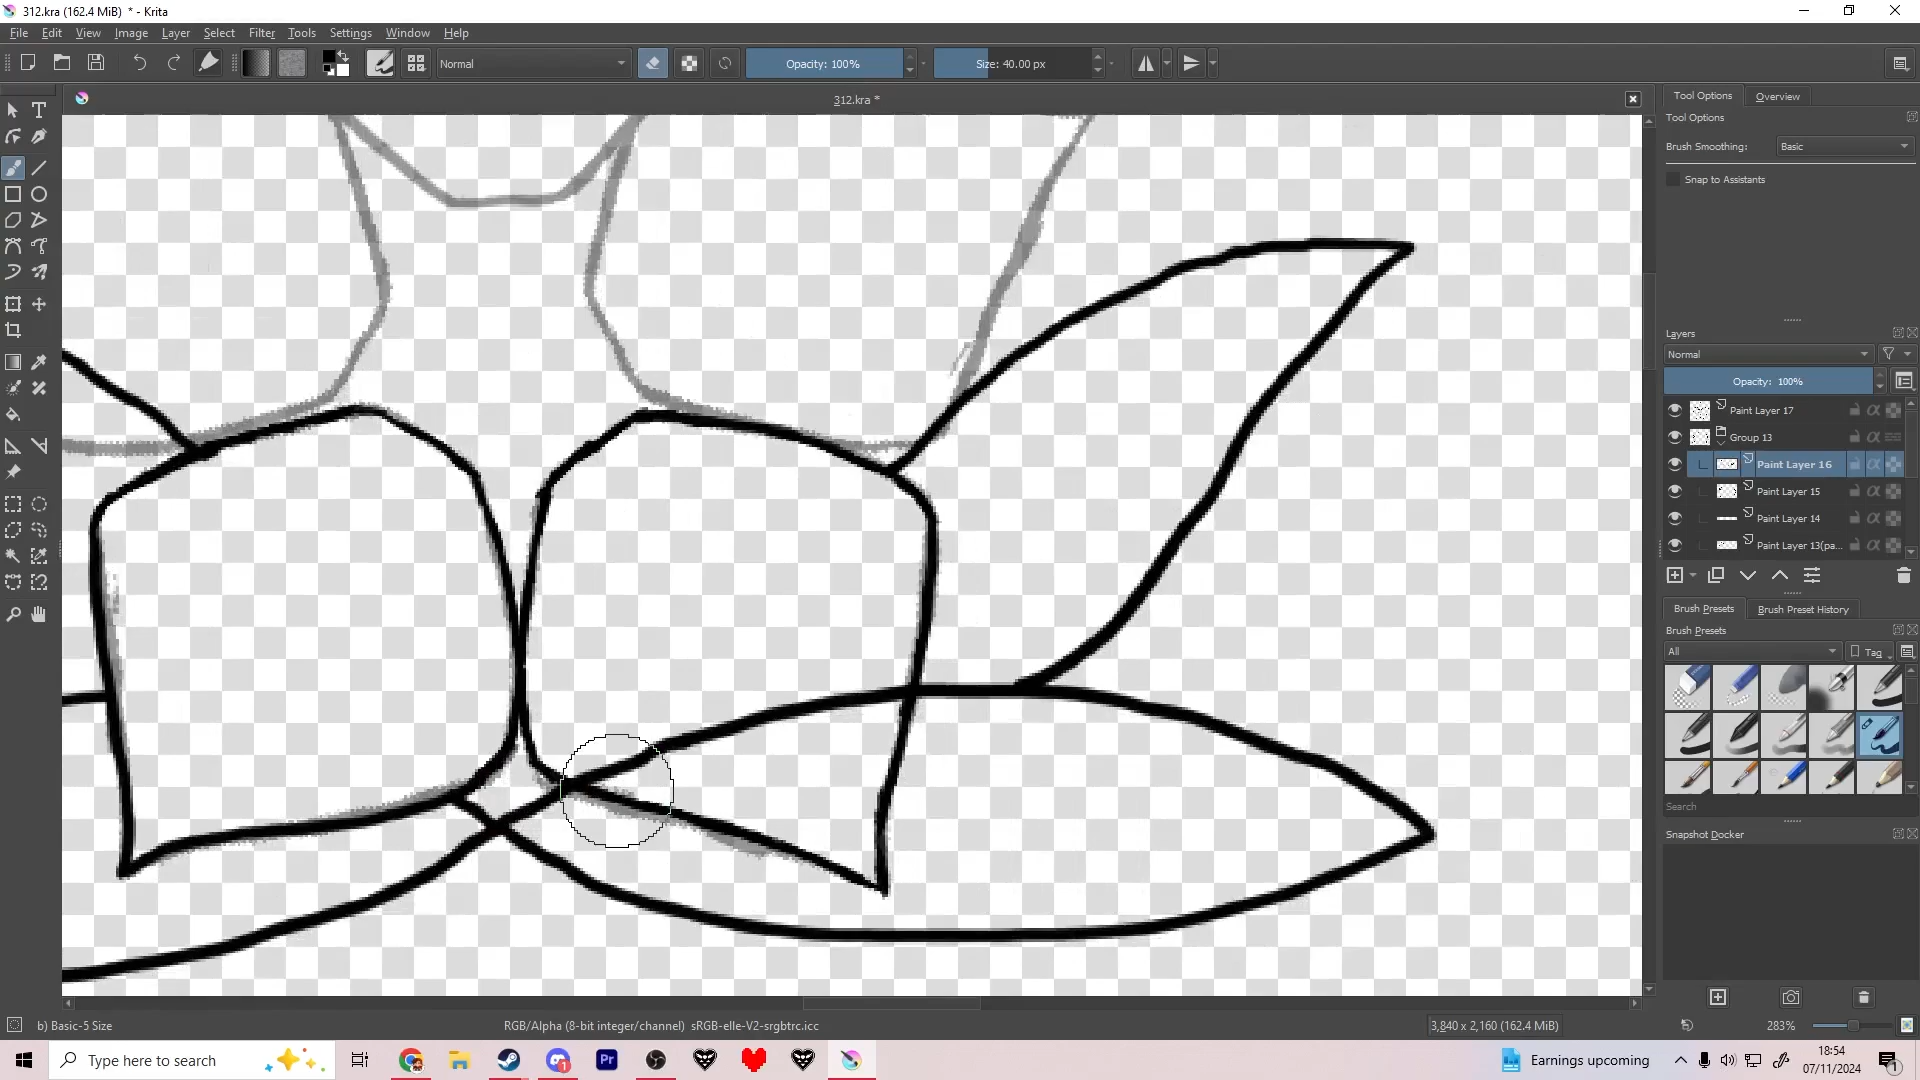 312.kra (162.4 MiB) * - Krita
File Edit View Image Layer Select Filter Tools Settings Window Help
Normal
Opacity: 100%
Size: 40.00 px
312.kra *
Tool Options
Overview
Tool Options
Brush Smoothing: Basic
Snap to Assistants
Layers
Normal
Opacity: 100%
Paint Layer 17
Group 13
Paint Layer 16
Paint Layer 15
Paint Layer 14
Paint Layer 13(pa...
Brush Presets
Brush Preset History
Brush Presets
All
Tag
Search
Snapshot Docker
b) Basic-5 Size
RGB/Alpha (8-bit integer/channel) sRGB-elle-V2-srgbtrc.icc
3,840 x 2,160 (162.4 MiB)
283%
Type here to search
Pr
1
Earnings upcoming
18:54
07/11/2024
1